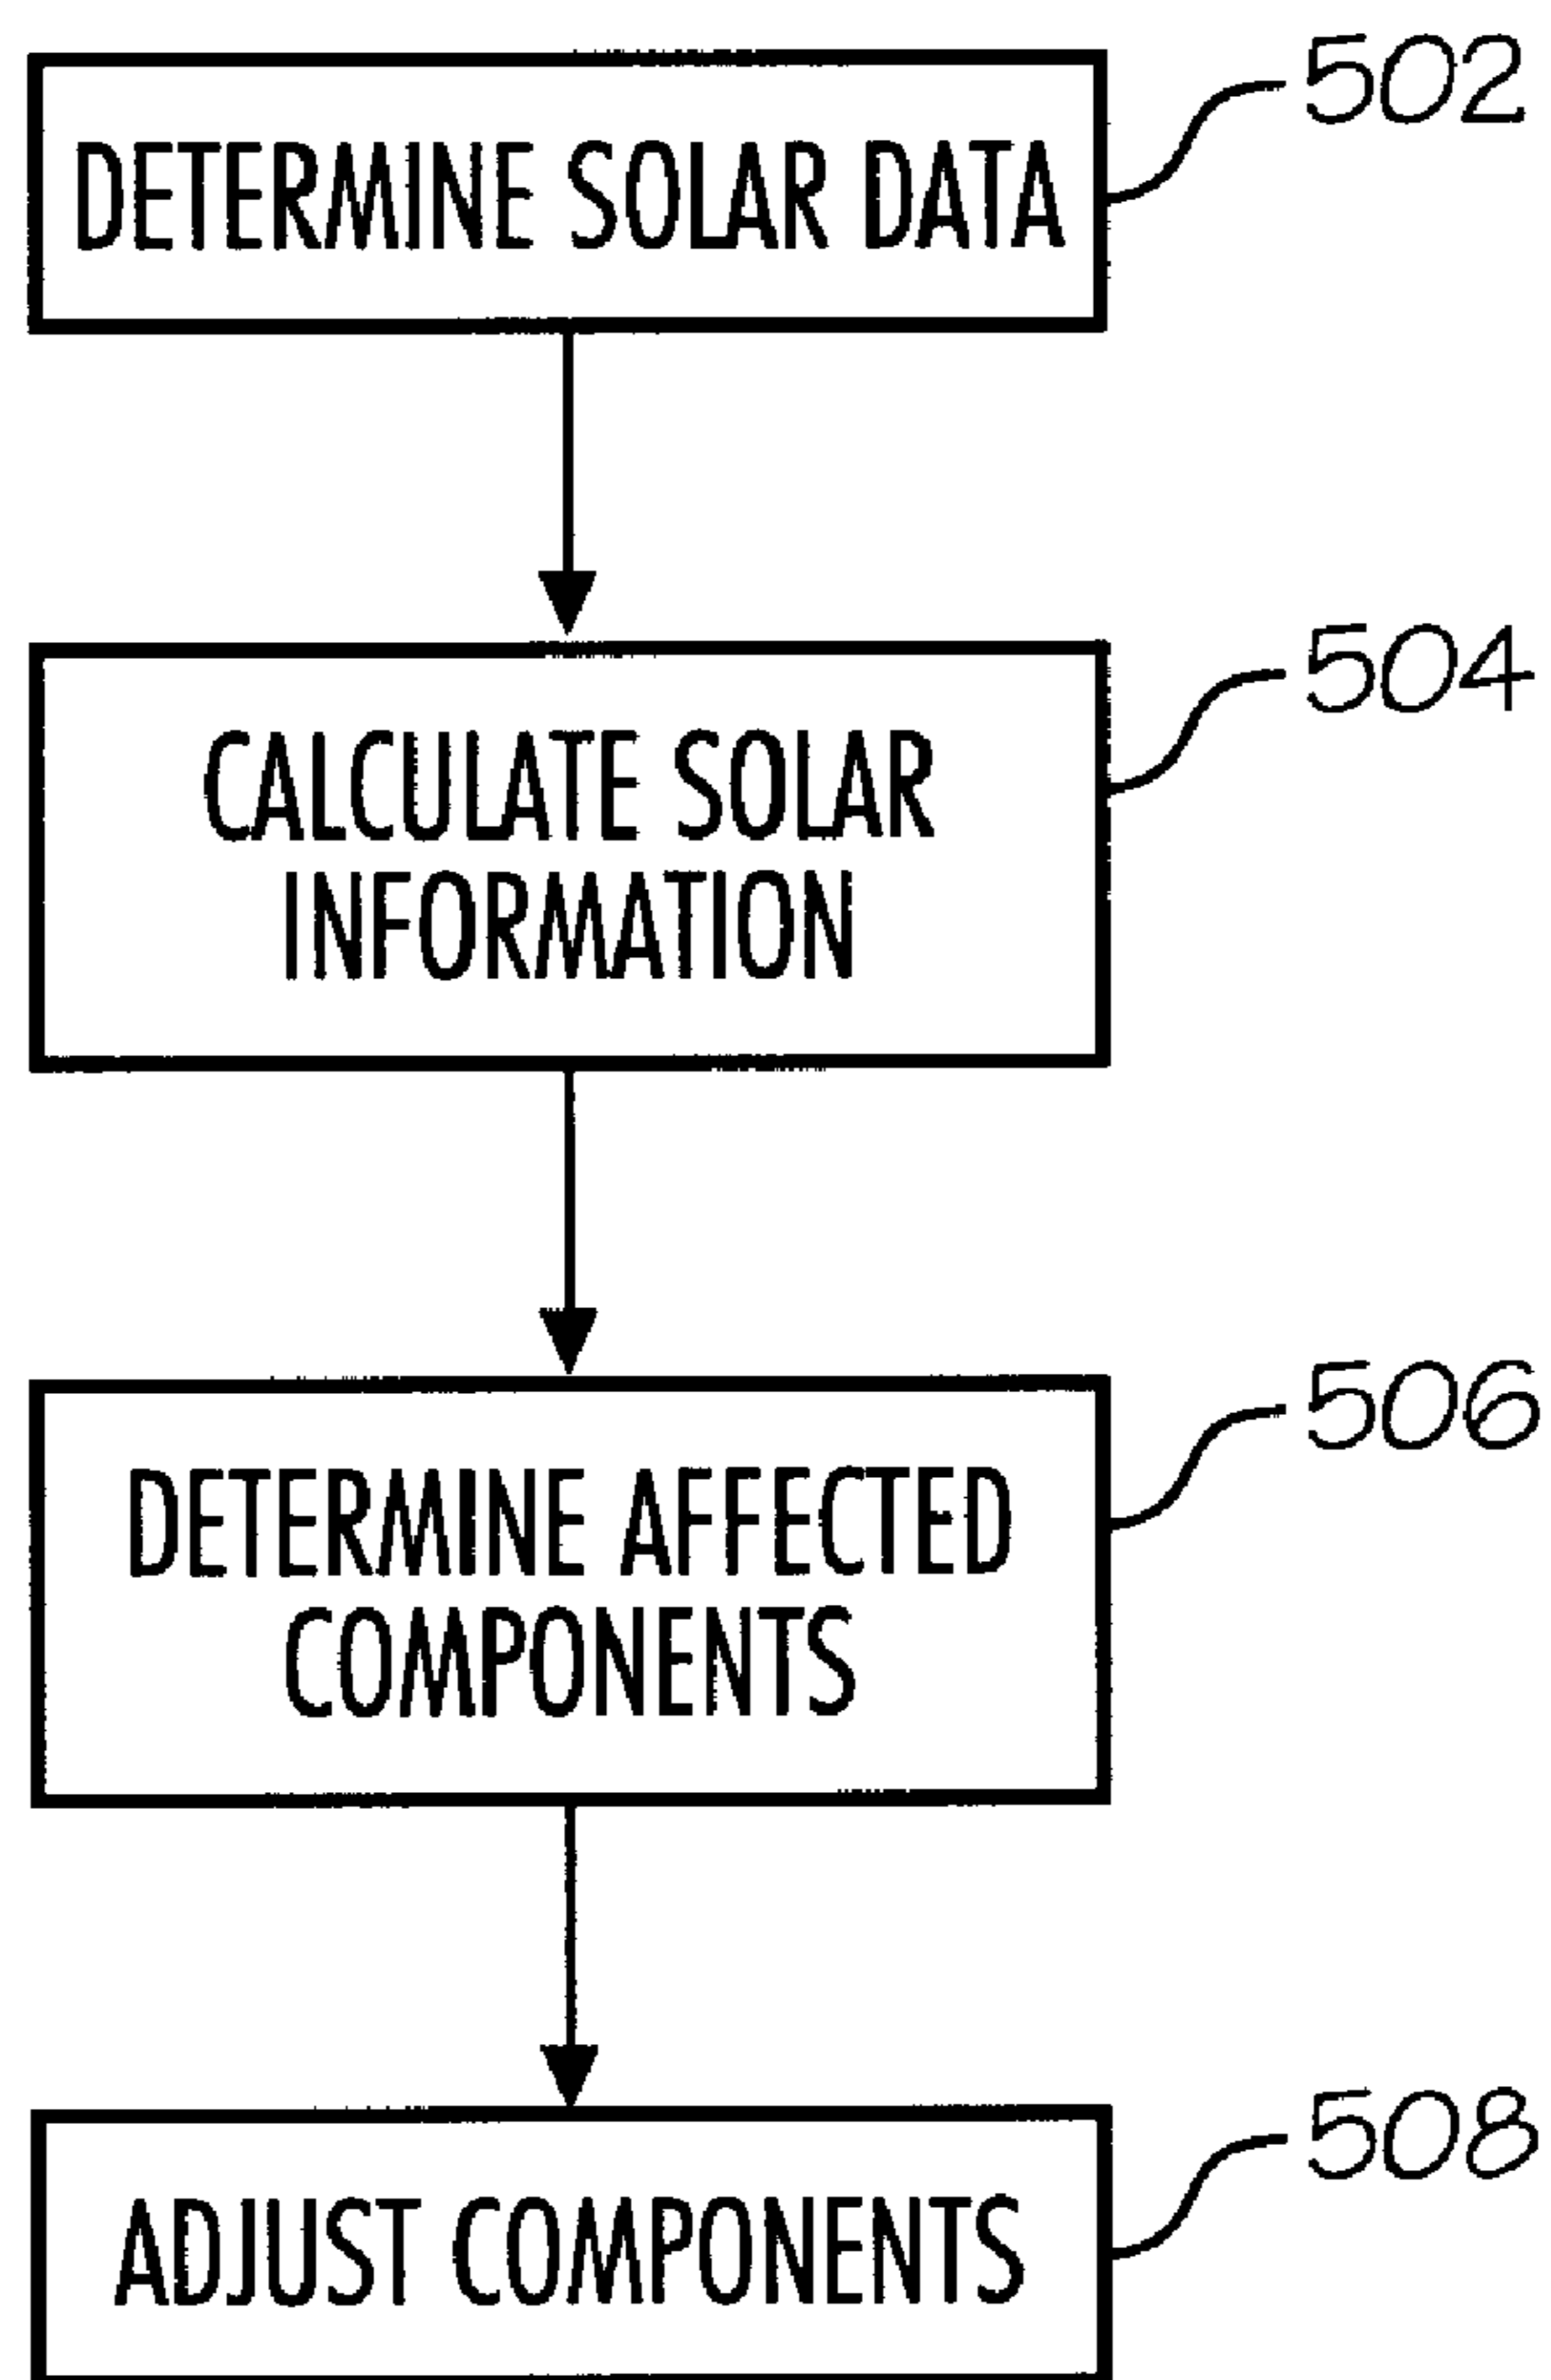 502
DETERMINE SOLAR DATA
504
CALCULATE SOLAR
INFORMATION
506
DETERMINE AFFECTED
COMPONENTS
508
ADJUST COMPONENTS